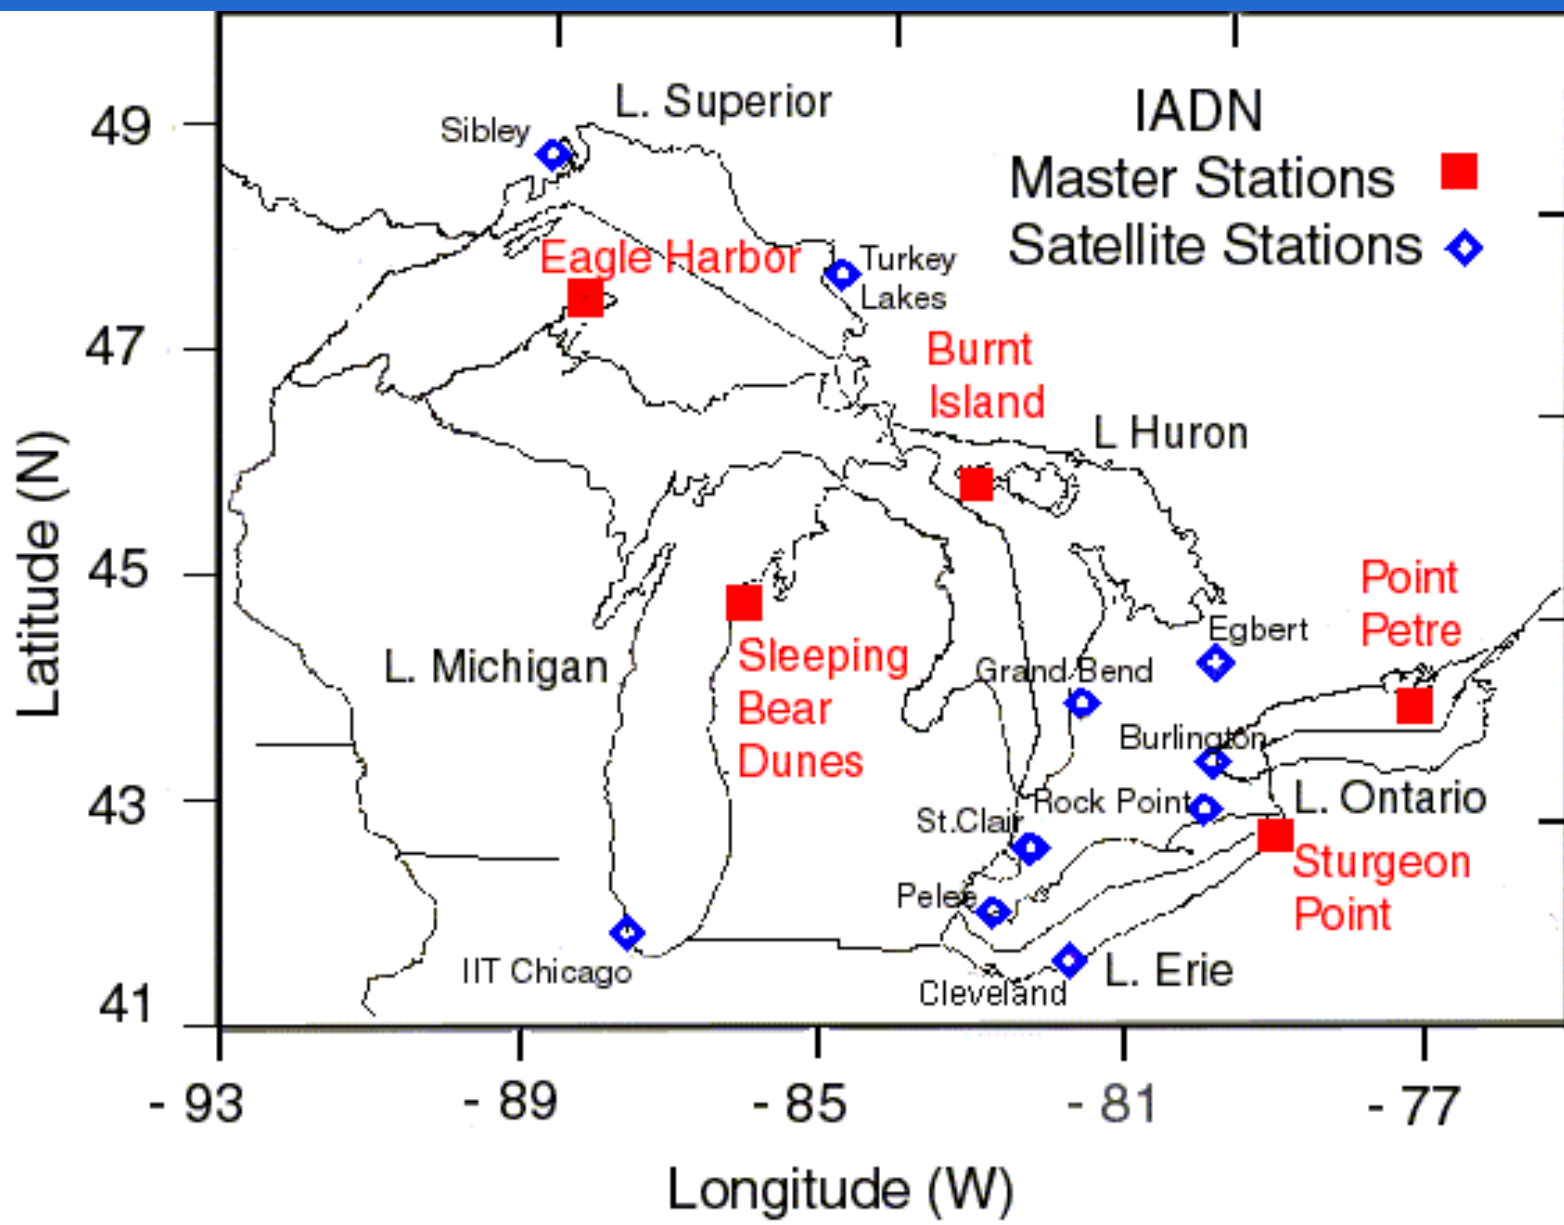 49
L. Superior
IADN
Sibley
Master Stations
Satellite Stations
Eagle Harbor
Turkey
Lakes
47
Burnt
Island
L Huron
Latitude (N)
45
Point
Petre
Egbert
L. Michigan
Sleeping
Bear
Dunes
Grand Bend
Burlington
43
Rock Point
L. Ontario
St.Clair
Sturgeon
Point
Pelee
IIT Chicago
L. Erie
Cleveland
41
- 93
- 89
- 85
- 81
- 77
Longitude (W)